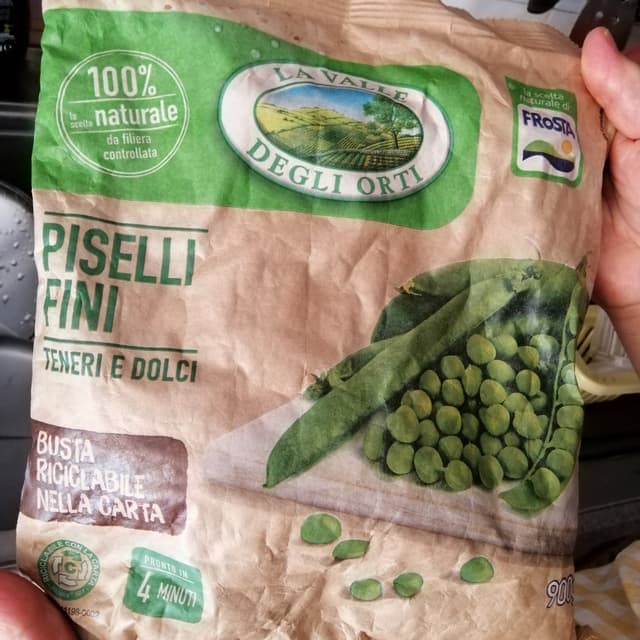 100%
la scelta naturale
da filiera
controllata
LA VALLE
DEGLI ORTI
la scelta
naturale di
FRoSTA
PISELLI
FINI
TENERI E DOLCI
BUSTA
RICICLABILE
NELLA CARTA
PRONTO IN
4 MINUTI
900